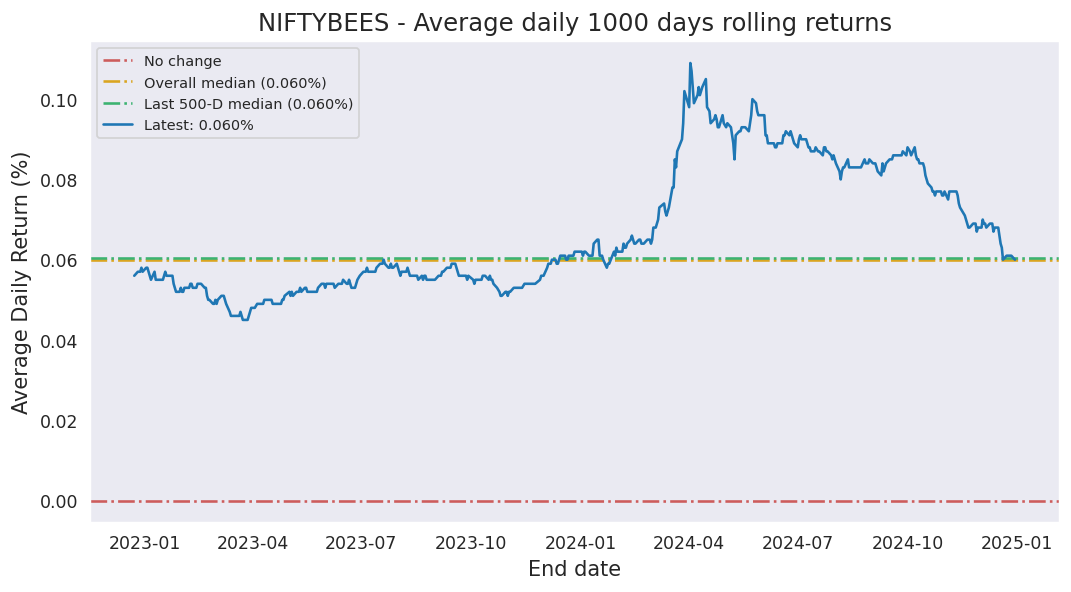 NIFTYBEES - Average daily 1000 days rolling returns
No change
Overall median (0.060%)
Last 500-D median (0.060%)
Latest: 0.060%
Average Daily Return (%)
0.10
0.08
0.06
0.04
0.02
0.00
2023-01 2023-04 2023-07 2023-10 2024-01 2024-04 2024-07 2024-10 2025-01
End date